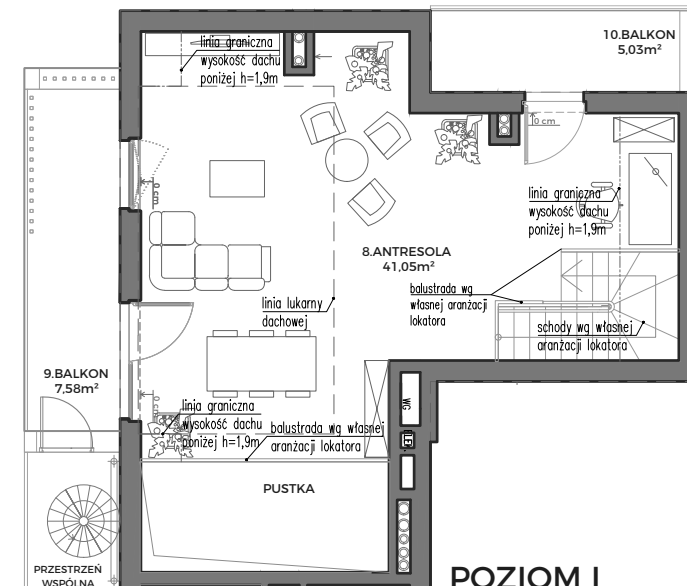 10.BALKON
5,03m²
linia graniczna
wysokość dachu
poniżej h=1,9m
0 cm
linia graniczna
wysokość dachu
poniżej h=1,9m
0 cm
8.ANTRESOLA
41,05m²
balustrada wg
własnej aranżacji
lokatora
linia lukarny
dachowej
schody wg własnej
aranżacji lokatora
9.BALKON
7,58m²
linia graniczna
wysokość dachu
poniżej h=1,9m
balustrada wg własnej
aranżacji lokatora
WG
PUSTKA
PRZESTRZEŃ
WSPÓLNA
POZIOM I